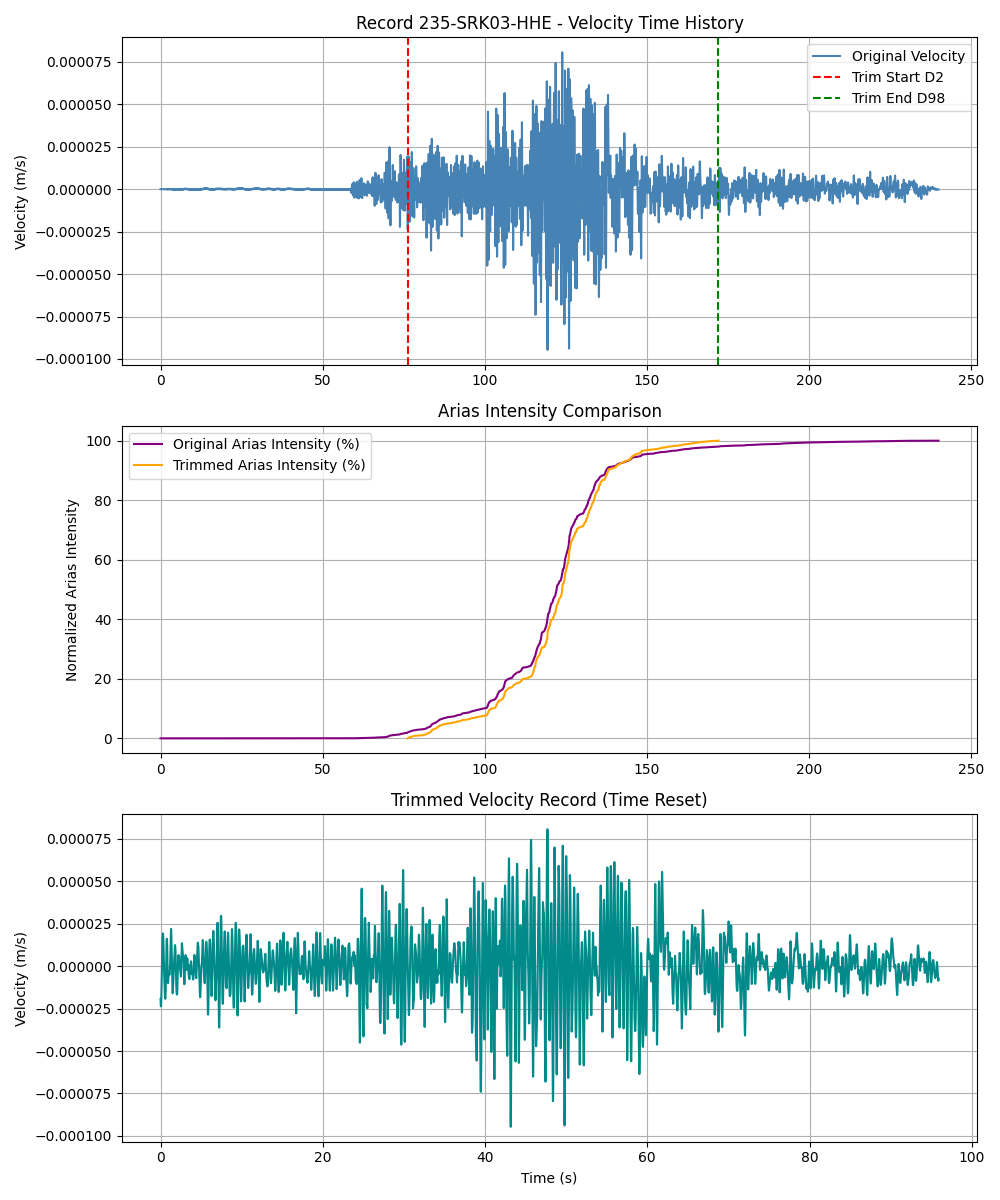 Record 235-SRK03-HHE - Velocity Time History
Velocity (m/s)
0.000075
0.000050
0.000025
0.000000
−0.000025
−0.000050
−0.000075
−0.000100
Original Velocity
Trim Start D2
Trim End D98
0 50 100 150 200 250
Arias Intensity Comparison
Normalized Arias Intensity
100
80
60
40
20
0
Original Arias Intensity (%)
Trimmed Arias Intensity (%)
0 50 100 150 200 250
Trimmed Velocity Record (Time Reset)
Velocity (m/s)
0.000075
0.000050
0.000025
0.000000
−0.000025
−0.000050
−0.000075
−0.000100
0 20 40 60 80 100
Time (s)